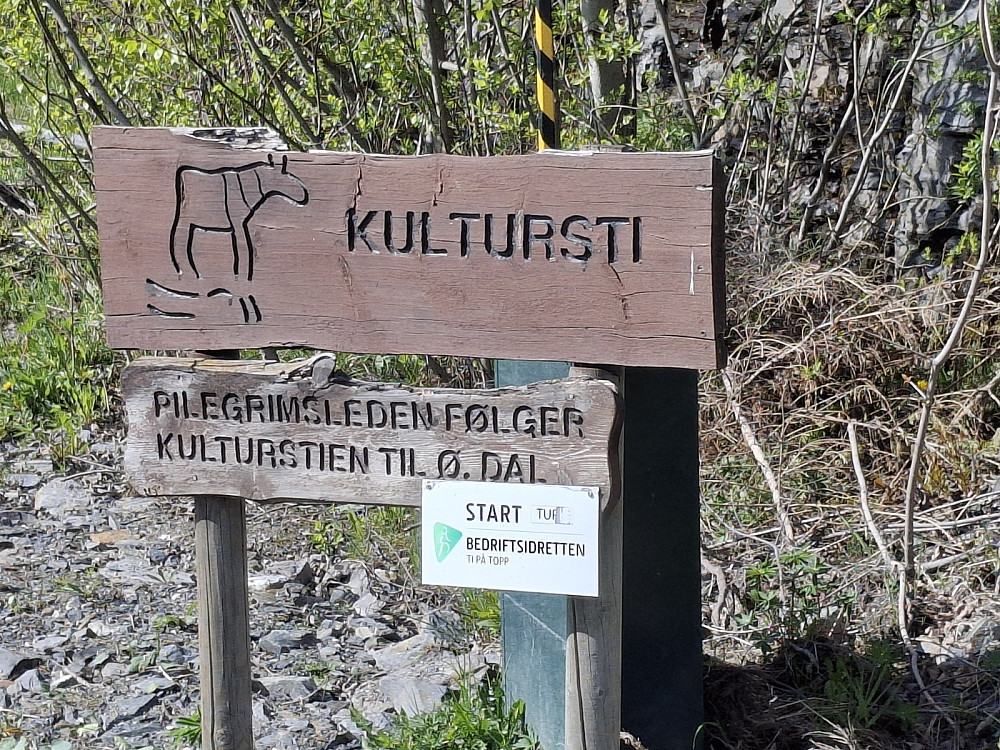 KULTURSTI
PILEGRIMSLEDEN FØLGER
KULTURSTIEN TIL Ø. DAL
START
BEDRIFTSIDRETTEN
TI PÅ TOPP